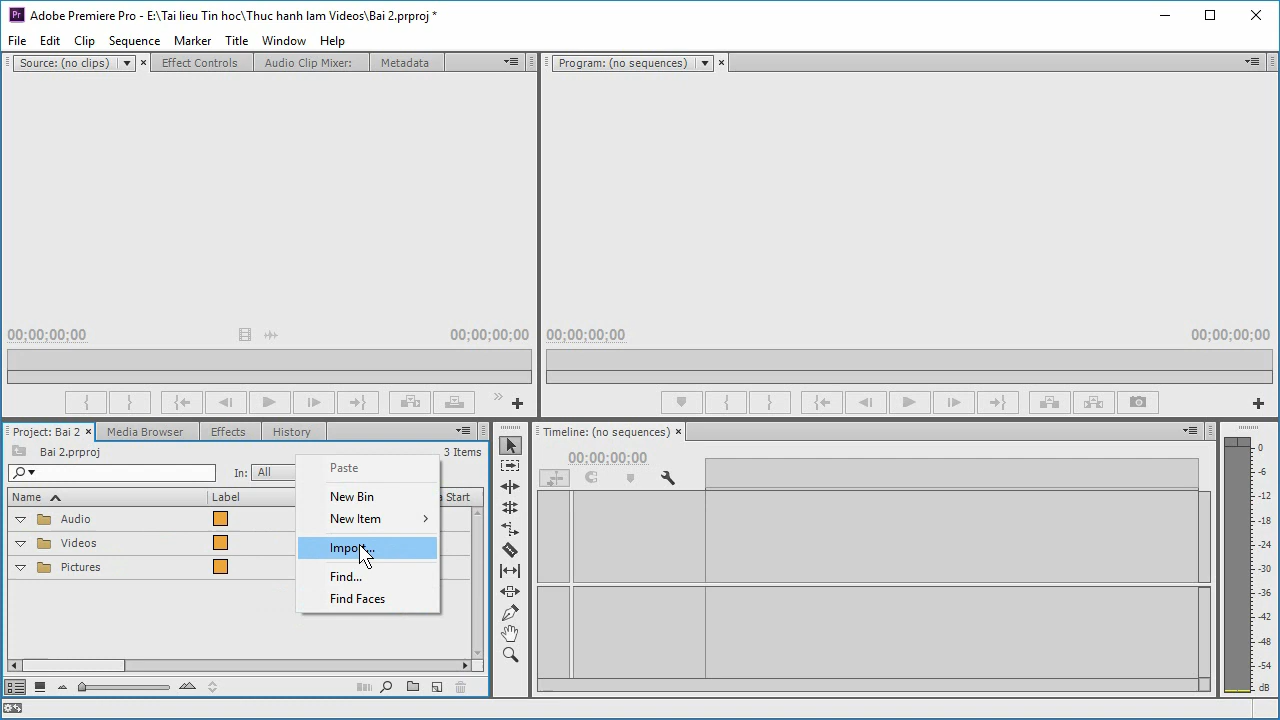 Pr Adobe Premiere Pro - E:\Tai lieu Tin hoc\Thuc hanh lam Videos\Bai 2.prproj *
File Edit Clip Sequence Marker Title Window Help
Source: (no clips) Effect Controls Audio Clip Mixer: Metadata
Program: (no sequences)
00;00;00;00 00;00;00;00
00;00;00;00 00;00;00;00
Project: Bai 2 Media Browser Effects History
Bai 2.prproj 3 Items
In: All
Name Label a Start
Audio
Videos
Pictures
Paste
New Bin
New Item
Import...
Find...
Find Faces
Timeline: (no sequences)
00;00;00;00
0
-6
-12
-18
-24
-30
-36
-42
-48
-54
dB